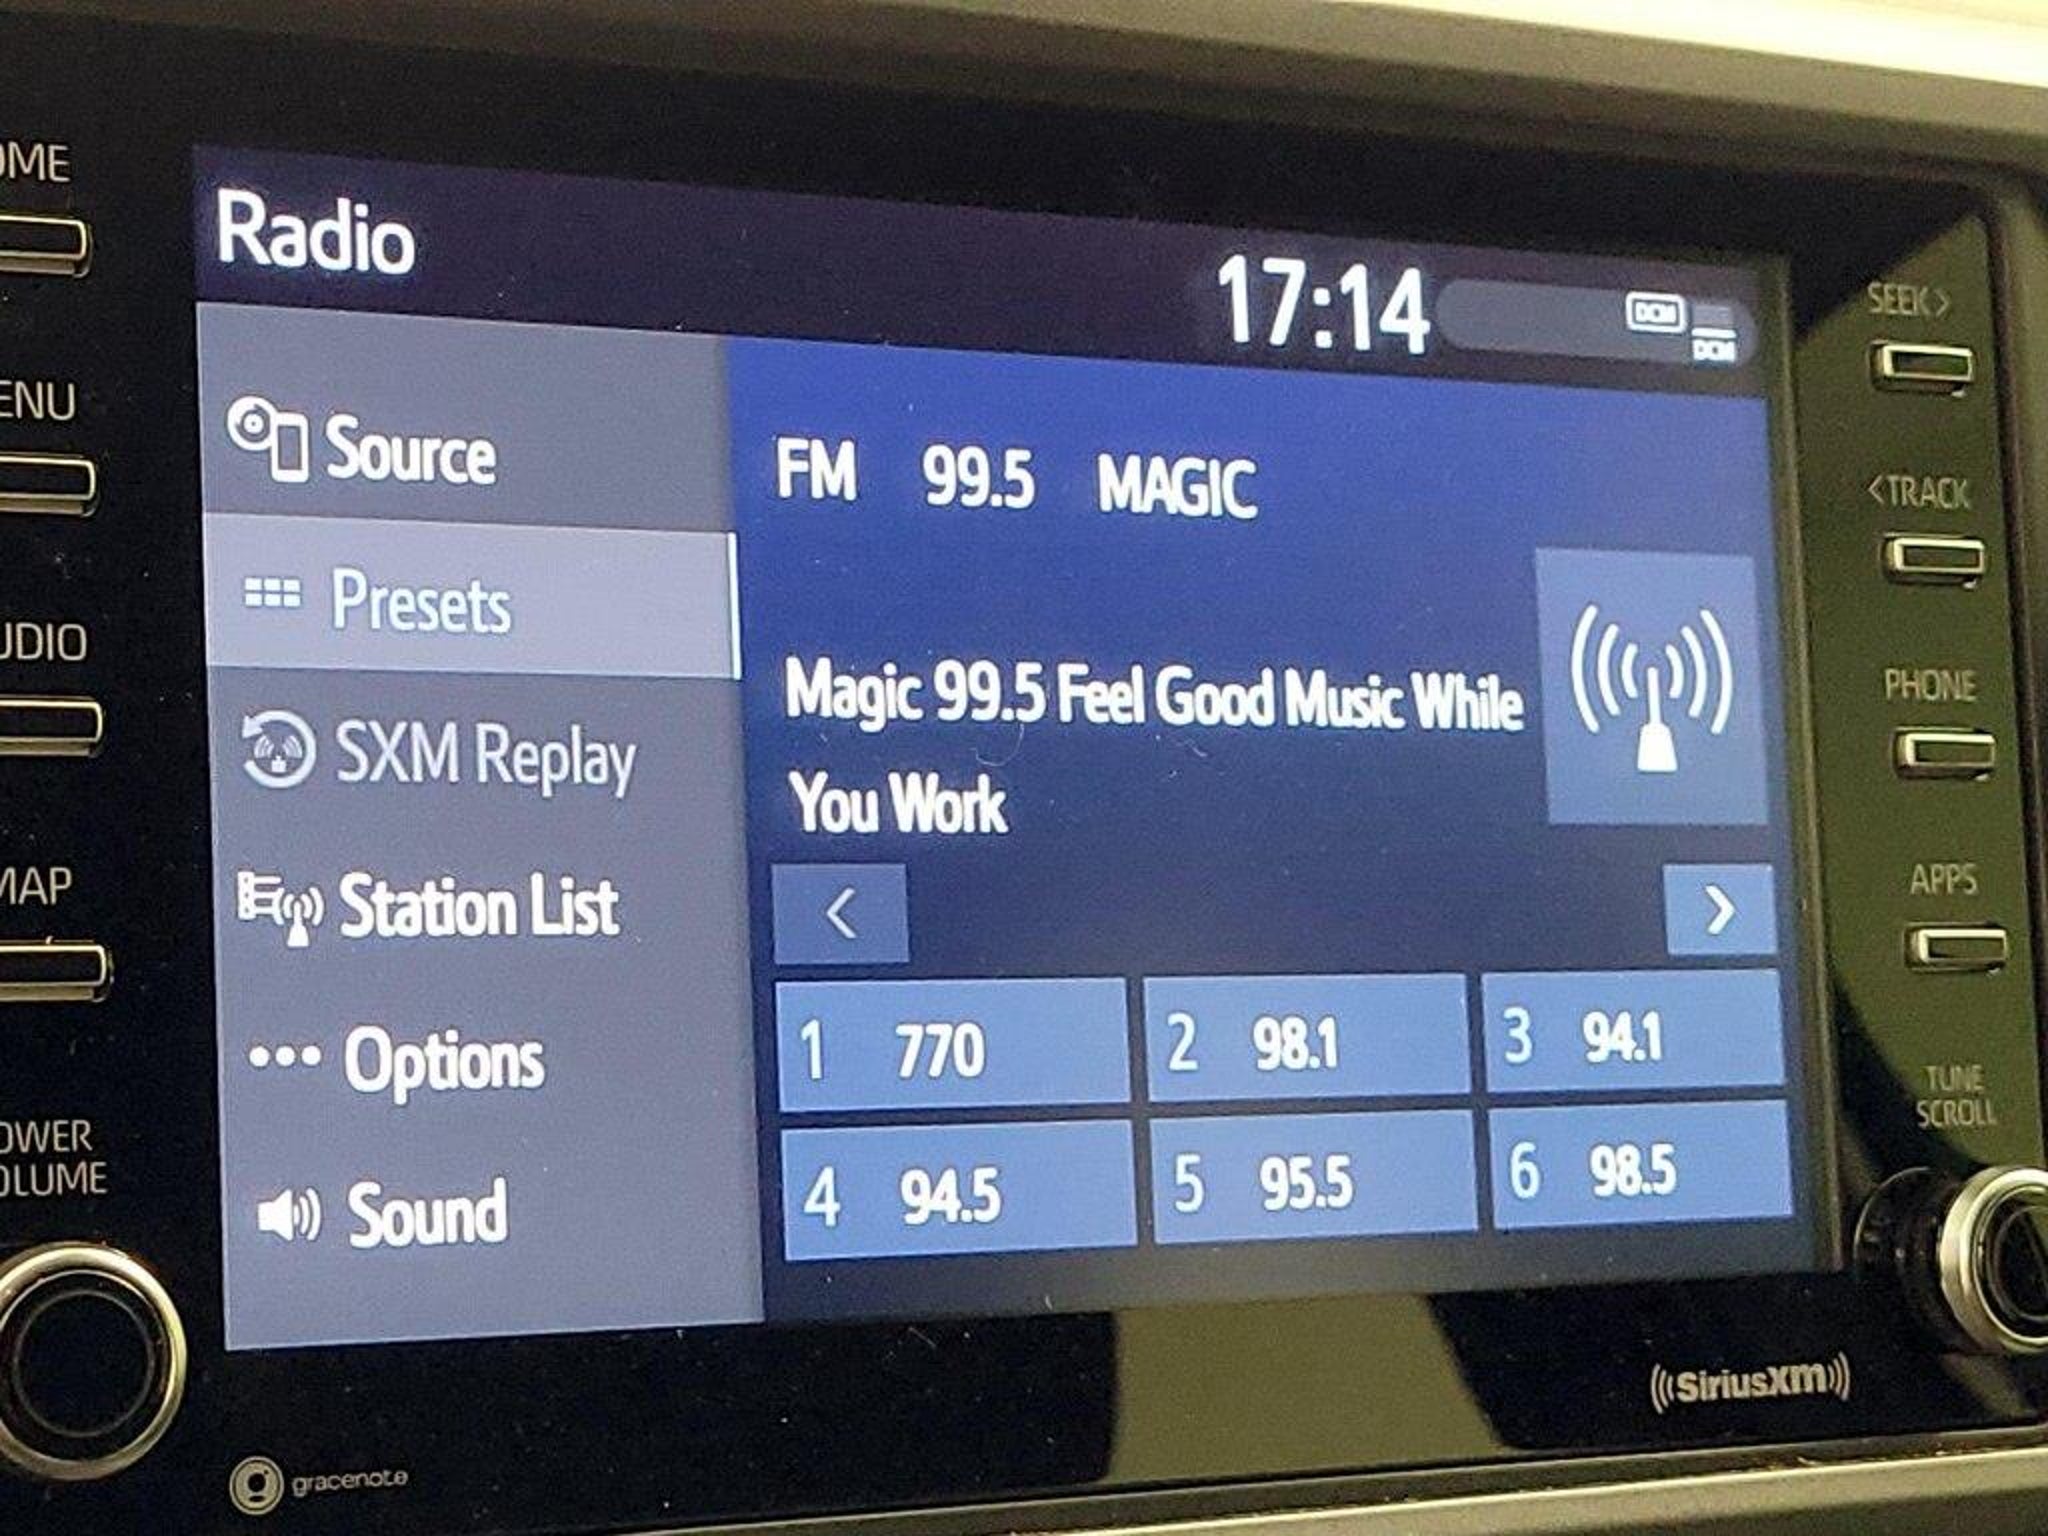 OME
ENU
UDIO
MAP
OWER
OLUME
Radio
17:14
DCM
DCM
Source
Presets
SXM Replay
Station List
Options
Sound
FM 99.5 MAGIC
Magic 99.5 Feel Good Music While
You Work
<
>
1 770
2 98.1
3 94.1
4 94.5
5 95.5
6 98.5
SEEK>
<TRACK
PHONE
APPS
TUNE
SCROLL
gracenote
SiriusXM